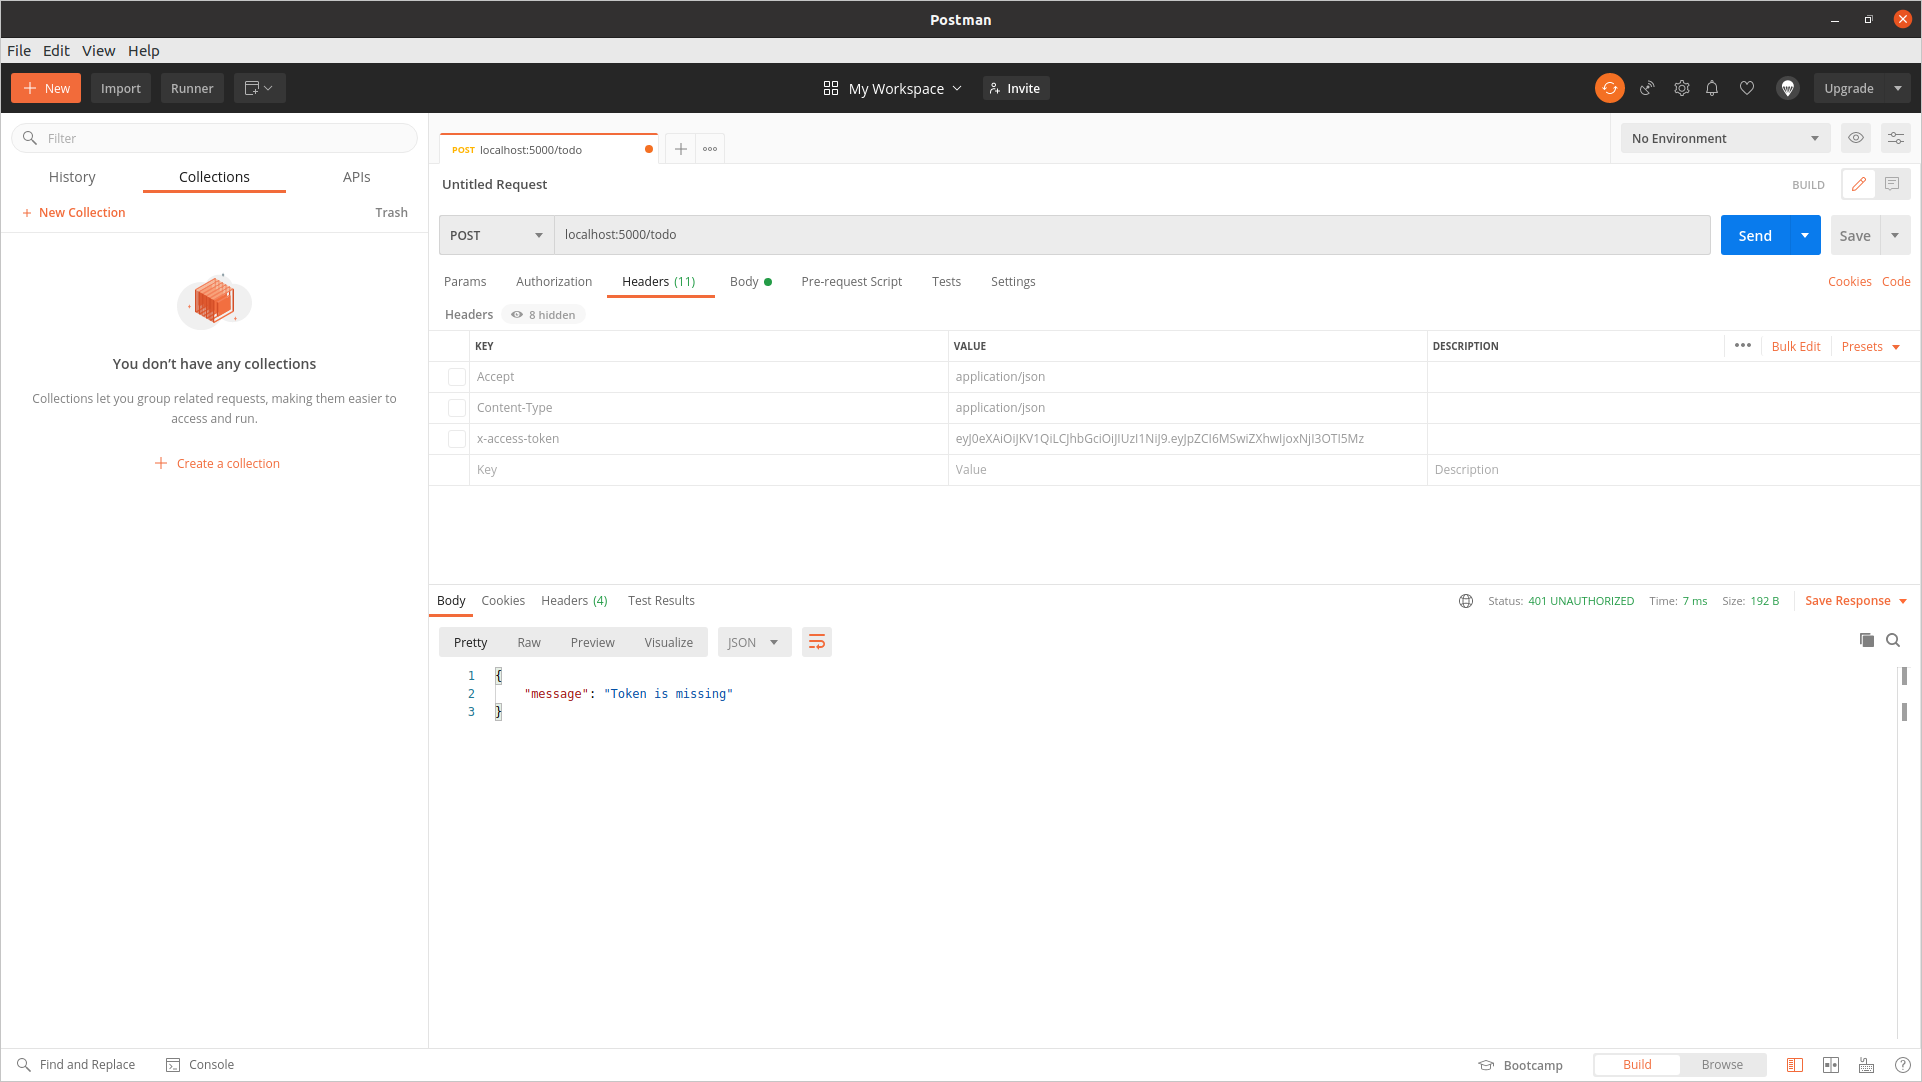 Postman
File Edit View Help
New Import Runner My Workspace Invite Upgrade
Filter
History Collections APIs
New Collection Trash
You don’t have any collections
Collections let you group related requests, making them easier to
access and run.
Create a collection
POST localhost:5000/todo
No Environment
Untitled Request
BUILD
POST localhost:5000/todo Send Save
Params Authorization Headers (11) Body Pre-request Script Tests Settings Cookies Code
Headers 8 hidden
KEY VALUE DESCRIPTION Bulk Edit Presets
Accept application/json
Content-Type application/json
x-access-token eyJ0eXAiOiJKV1QiLCJhbGciOiJIUzI1NiJ9.eyJpZCI6MSwiZXhwIjoxNjI3OTI5Mz
Key Value Description
Body Cookies Headers (4) Test Results Status: 401 UNAUTHORIZED Time: 7 ms Size: 192 B Save Response
Pretty Raw Preview Visualize JSON
1 {
2 "message": "Token is missing"
3 }
Find and Replace Console Bootcamp Build Browse